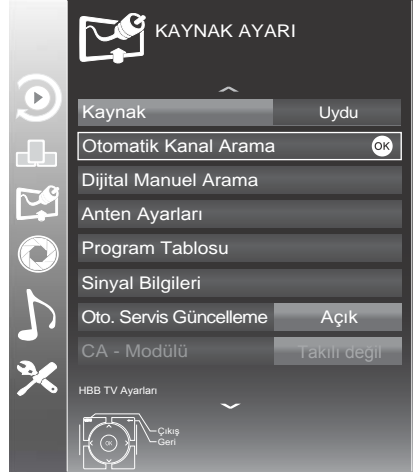 KAYNAK AYARI
Kaynak Uydu
Otomatik Kanal Arama OK
Dijital Manuel Arama
Anten Ayarları
Program Tablosu
Sinyal Bilgileri
Oto. Servis Güncelleme Açık
CA - Modülü Takılı değil
HBB TV Ayarları
Çıkış
OK Geri